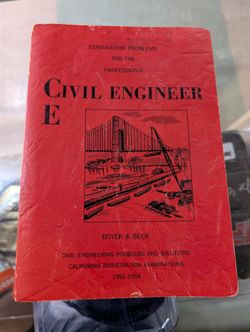 EXAMINATION PROBLEMS
FOR THE
PROFESSIONAL
CIVIL ENGINEER
E
BOYER & BEER
CIVIL ENGINEERING PROBLEMS AND SOLUTIONS
CALIFORNIA REGISTRATION EXAMINATIONS